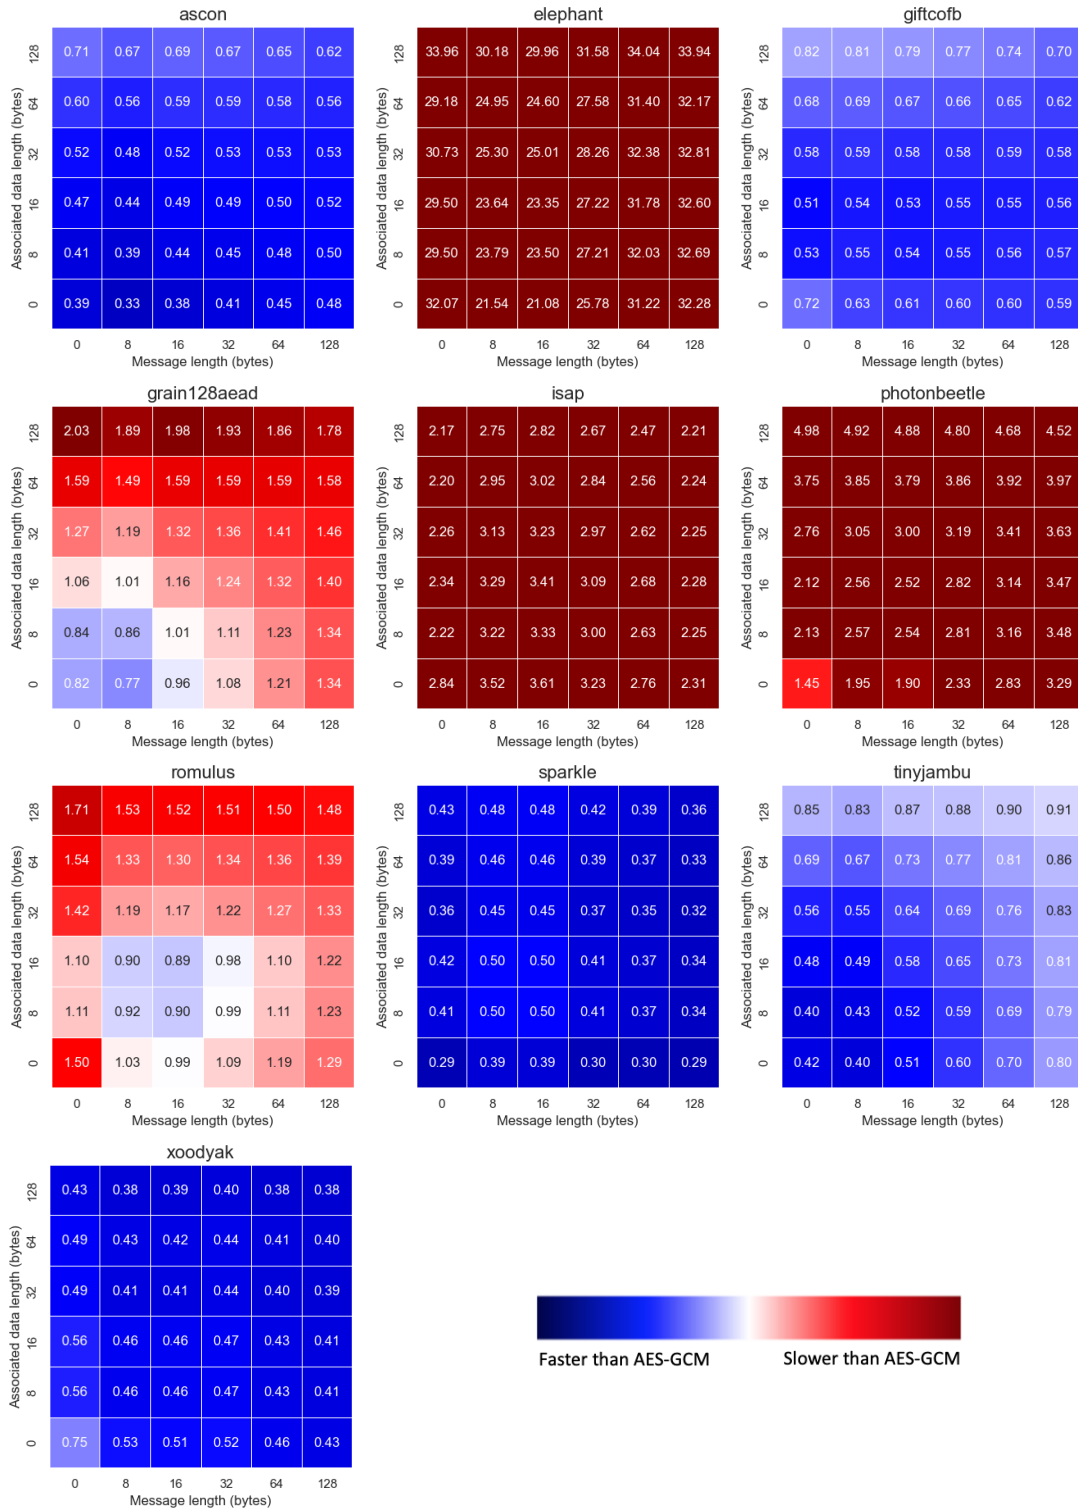 ascon
elephant
giftcofb
Associated data length (bytes)
128 0.71 0.67 0.69 0.67 0.65 0.62
64 0.60 0.56 0.59 0.59 0.58 0.56
32 0.52 0.48 0.52 0.53 0.53 0.53
16 0.47 0.44 0.49 0.49 0.50 0.52
8 0.41 0.39 0.44 0.45 0.48 0.50
0 0.39 0.33 0.38 0.41 0.45 0.48
0 8 16 32 64 128
Message length (bytes)
Associated data length (bytes)
128 33.96 30.18 29.96 31.58 34.04 33.94
64 29.18 24.95 24.60 27.58 31.40 32.17
32 30.73 25.30 25.01 28.26 32.38 32.81
16 29.50 23.64 23.35 27.22 31.78 32.60
8 29.50 23.79 23.50 27.21 32.03 32.69
0 32.07 21.54 21.08 25.78 31.22 32.28
0 8 16 32 64 128
Message length (bytes)
Associated data length (bytes)
128 0.82 0.81 0.79 0.77 0.74 0.70
64 0.68 0.69 0.67 0.66 0.65 0.62
32 0.58 0.59 0.58 0.58 0.59 0.58
16 0.51 0.54 0.53 0.55 0.55 0.56
8 0.53 0.55 0.54 0.55 0.56 0.57
0 0.72 0.63 0.61 0.60 0.60 0.59
0 8 16 32 64 128
Message length (bytes)
grain128aead
isap
photonbeetle
Associated data length (bytes)
128 2.03 1.89 1.98 1.93 1.86 1.78
64 1.59 1.49 1.59 1.59 1.59 1.58
32 1.27 1.19 1.32 1.36 1.41 1.46
16 1.06 1.01 1.16 1.24 1.32 1.40
8 0.84 0.86 1.01 1.11 1.23 1.34
0 0.82 0.77 0.96 1.08 1.21 1.34
0 8 16 32 64 128
Message length (bytes)
Associated data length (bytes)
128 2.17 2.75 2.82 2.67 2.47 2.21
64 2.20 2.95 3.02 2.84 2.56 2.24
32 2.26 3.13 3.23 2.97 2.62 2.25
16 2.34 3.29 3.41 3.09 2.68 2.28
8 2.22 3.22 3.33 3.00 2.63 2.25
0 2.84 3.52 3.61 3.23 2.76 2.31
0 8 16 32 64 128
Message length (bytes)
Associated data length (bytes)
128 4.98 4.92 4.88 4.80 4.68 4.52
64 3.75 3.85 3.79 3.86 3.92 3.97
32 2.76 3.05 3.00 3.19 3.41 3.63
16 2.12 2.56 2.52 2.82 3.14 3.47
8 2.13 2.57 2.54 2.81 3.16 3.48
0 1.45 1.95 1.90 2.33 2.83 3.29
0 8 16 32 64 128
Message length (bytes)
romulus
sparkle
tinyjambu
Associated data length (bytes)
128 1.71 1.53 1.52 1.51 1.50 1.48
64 1.54 1.33 1.30 1.34 1.36 1.39
32 1.42 1.19 1.17 1.22 1.27 1.33
16 1.10 0.90 0.89 0.98 1.10 1.22
8 1.11 0.92 0.90 0.99 1.11 1.23
0 1.50 1.03 0.99 1.09 1.19 1.29
0 8 16 32 64 128
Message length (bytes)
Associated data length (bytes)
128 0.43 0.48 0.48 0.42 0.39 0.36
64 0.39 0.46 0.46 0.39 0.37 0.33
32 0.36 0.45 0.45 0.37 0.35 0.32
16 0.42 0.50 0.50 0.41 0.37 0.34
8 0.41 0.50 0.50 0.41 0.37 0.34
0 0.29 0.39 0.39 0.30 0.30 0.29
0 8 16 32 64 128
Message length (bytes)
Associated data length (bytes)
128 0.85 0.83 0.87 0.88 0.90 0.91
64 0.69 0.67 0.73 0.77 0.81 0.86
32 0.56 0.55 0.64 0.69 0.76 0.83
16 0.48 0.49 0.58 0.65 0.73 0.81
8 0.40 0.43 0.52 0.59 0.69 0.79
0 0.42 0.40 0.51 0.60 0.70 0.80
0 8 16 32 64 128
Message length (bytes)
xoodyak
Associated data length (bytes)
128 0.43 0.38 0.39 0.40 0.38 0.38
64 0.49 0.43 0.42 0.44 0.41 0.40
32 0.49 0.41 0.41 0.44 0.40 0.39
16 0.56 0.46 0.46 0.47 0.43 0.41
8 0.56 0.46 0.46 0.47 0.43 0.41
0 0.75 0.53 0.51 0.52 0.46 0.43
0 8 16 32 64 128
Message length (bytes)
Faster than AES-GCM
Slower than AES-GCM